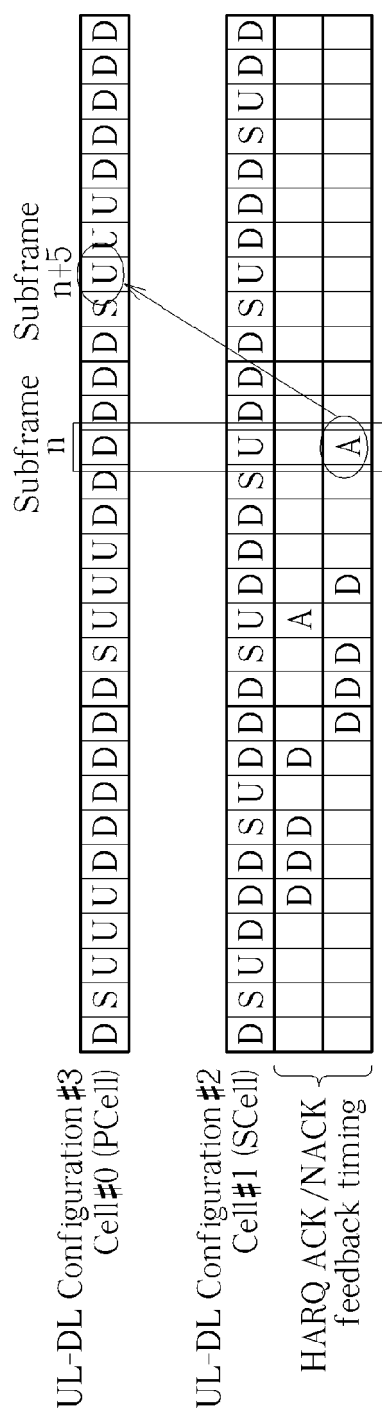 Subframe
n
Subframe
n+5
UL-DL Configuration#3
Cell#0 (PCell)
D S U U U D D D D D D S U U U D D D D D D S U U U D D D D D
UL-DL Configuration#2
Cell#1 (SCell)
D S U D D D S U D D D S U D D D S U D D D S U D D D S U D D
HARQ ACK/NACK
feedback timing
D D D D A
D D D D A